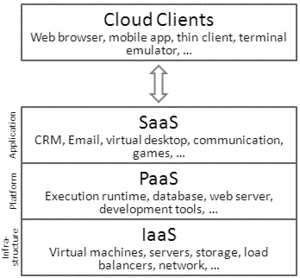 Cloud Clients
Web browser, mobile app, thin client, terminal
emulator, ...
Application
SaaS
CRM, Email, virtual desktop, communication,
games, ...
Platform
PaaS
Execution runtime, database, web server,
development tools, ...
Infra-
structure
IaaS
Virtual machines, servers, storage, load
balancers, network, ...